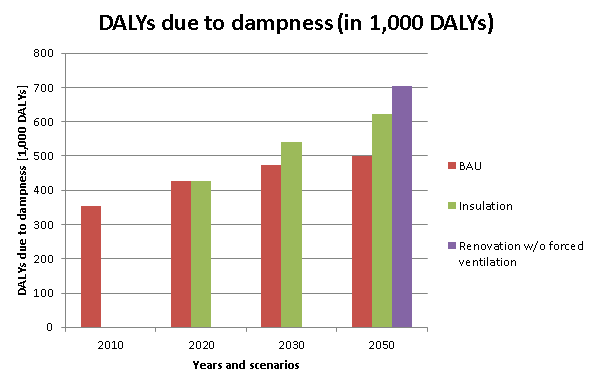 DALYs due to dampness (in 1,000 DALYs)
DALYs due to dampness [1,000 DALYs]
800
700
600
500
400
300
200
100
0
2010 2020 2030 2050
Years and scenarios
BAU
Insulation
Renovation w/o forced
ventilation